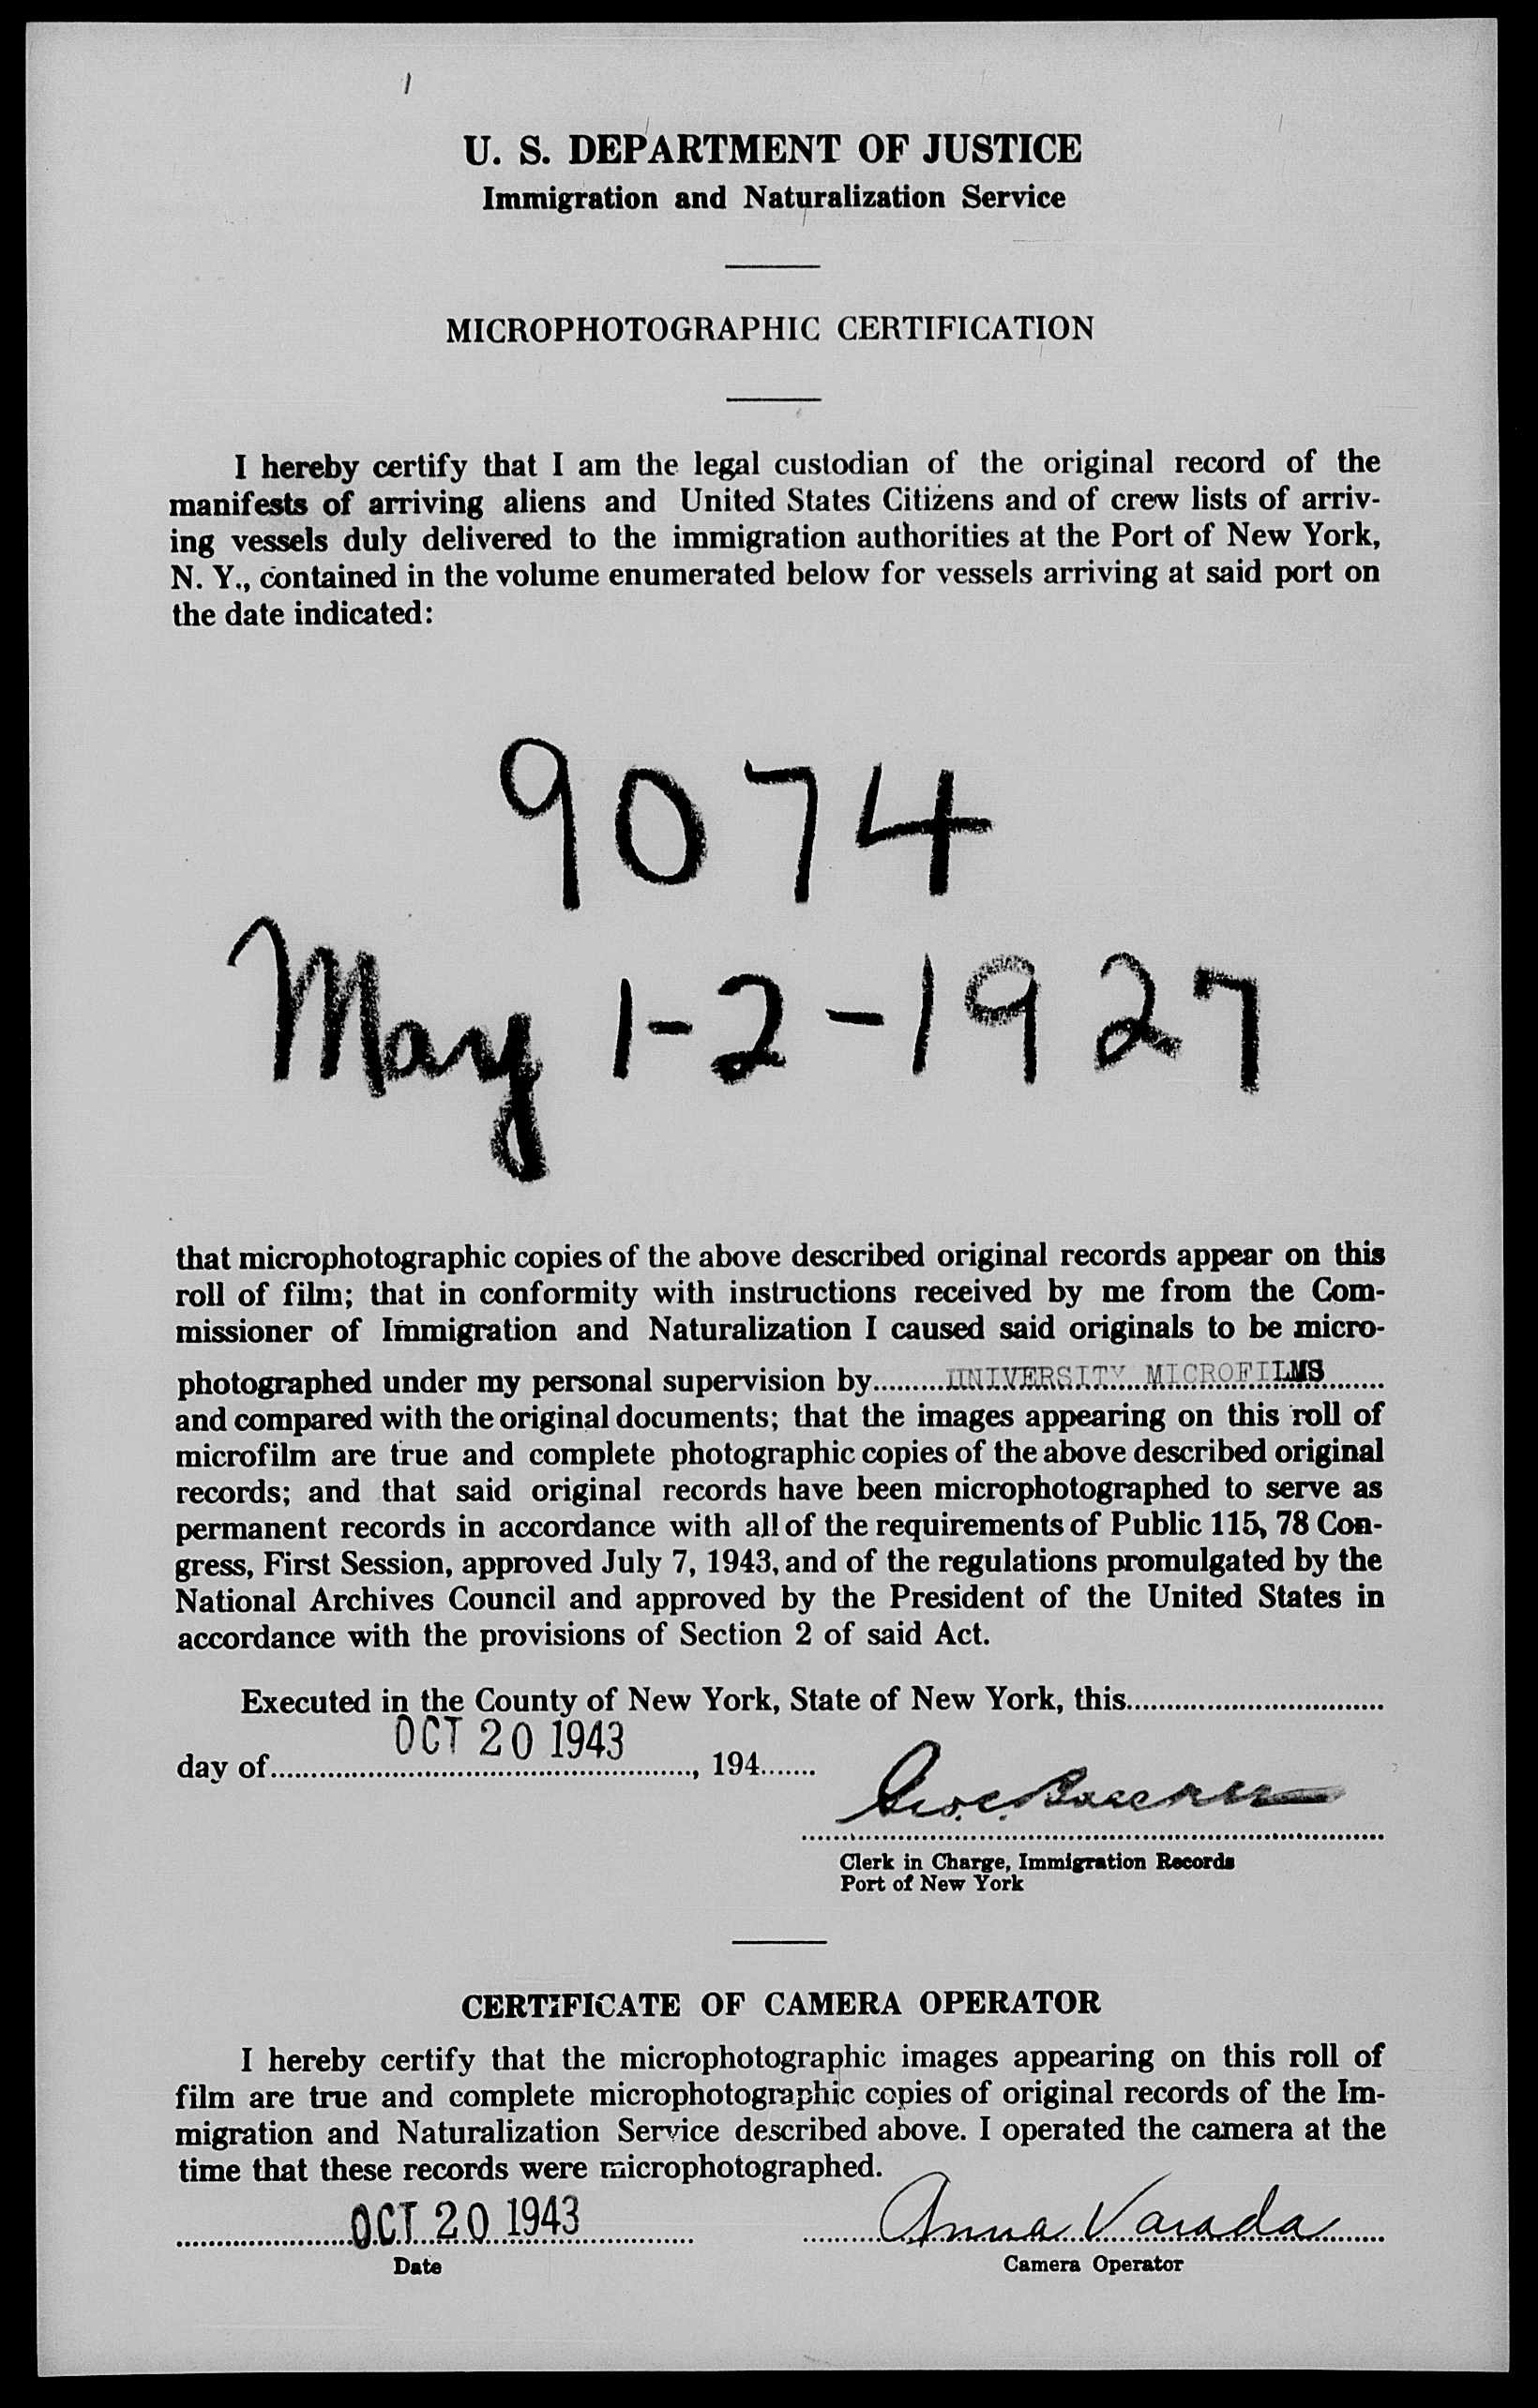 U. S. DEPARTMENT OF JUSTICE
Immigration and Naturalization Service
MICROPHOTOGRAPHIC CERTIFICATION
I hereby certify that I am the legal custodian of the original record of the
manifests of arriving aliens and United States Citizens and of crew lists of arriv-
ing vessels duly delivered to the immigration authorities at the Port of New York,
N. Y., contained in the volume enumerated below for vessels arriving at said port on
the date indicated:
9074
May 1-2-1927
that microphotographic copies of the above described original records appear on this
roll of film; that in conformity with instructions received by me from the Com-
missioner of Immigration and Naturalization I caused said originals to be micro-
photographed under my personal supervision by.........UNIVERSITY MICROFILMS........
and compared with the original documents; that the images appearing on this roll of
microfilm are true and complete photographic copies of the above described original
records; and that said original records have been microphotographed to serve as
permanent records in accordance with all of the requirements of Public 115, 78 Con-
gress, First Session, approved July 7, 1943, and of the regulations promulgated by the
National Archives Council and approved by the President of the United States in
accordance with the provisions of Section 2 of said Act.
Executed in the County of New York, State of New York, this................................
OCT 20 1943
day of...................................................., 194.......
Clerk in Charge, Immigration Records
Port of New York
CERTIFICATE OF CAMERA OPERATOR
I hereby certify that the microphotographic images appearing on this roll of
film are true and complete microphotographic copies of original records of the Im-
migration and Naturalization Service described above. I operated the camera at the
time that these records were microphotographed.
OCT 20 1943 Anna Varada
Date Camera Operator